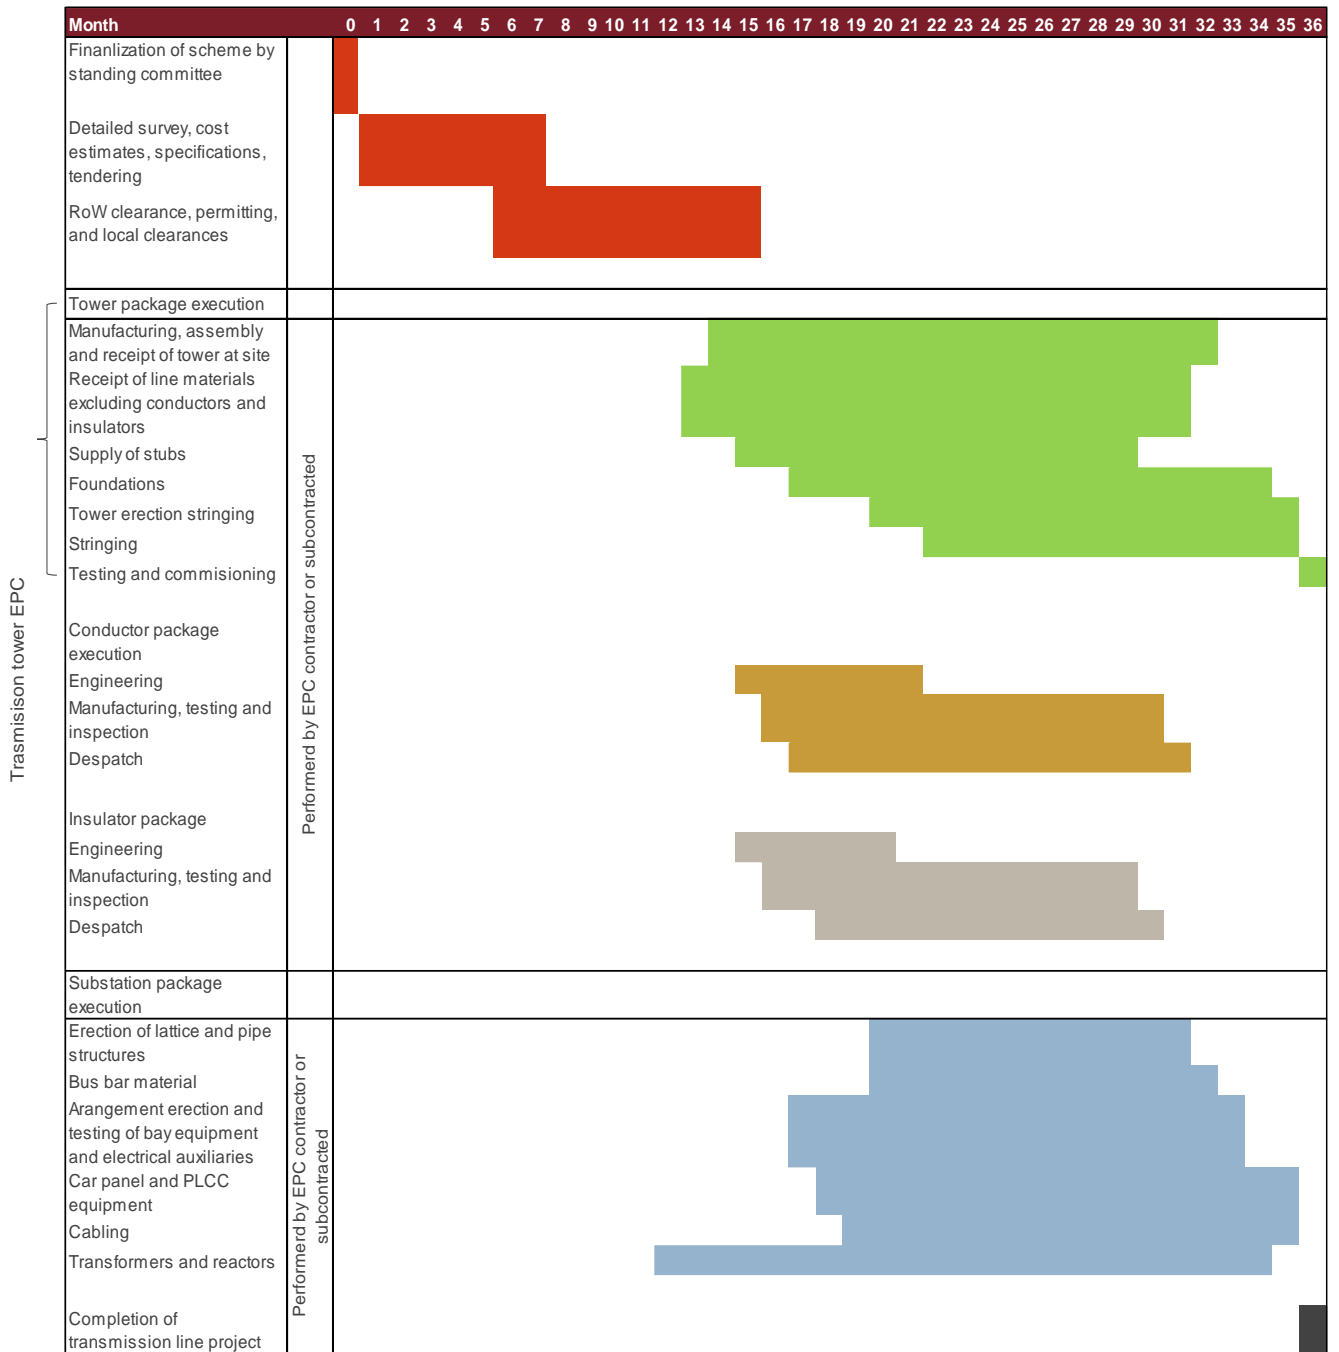 Month 0 1 2 3 4 5 6 7 8 9 10 11 12 13 14 15 16 17 18 19 20 21 22 23 24 25 26 27 28 29 30 31 32 33 34 35 36
Finanlization of scheme by
standing committee
Detailed survey, cost
estimates, specifications,
tendering
RoW clearance, permitting,
and local clearances
Trasmisison tower EPC
Tower package execution
Performerd by EPC contractor or subcontracted
Manufacturing, assembly
and receipt of tower at site
Receipt of line materials
excluding conductors and
insulators
Supply of stubs
Foundations
Tower erection stringing
Stringing
Testing and commisioning
Conductor package
execution
Engineering
Manufacturing, testing and
inspection
Despatch
Insulator package
Engineering
Manufacturing, testing and
inspection
Despatch
Substation package
execution
Performerd by EPC contractor or
subcontracted
Erection of lattice and pipe
structures
Bus bar material
Arangement erection and
testing of bay equipment
and electrical auxiliaries
Car panel and PLCC
equipment
Cabling
Transformers and reactors
Completion of
transmission line project